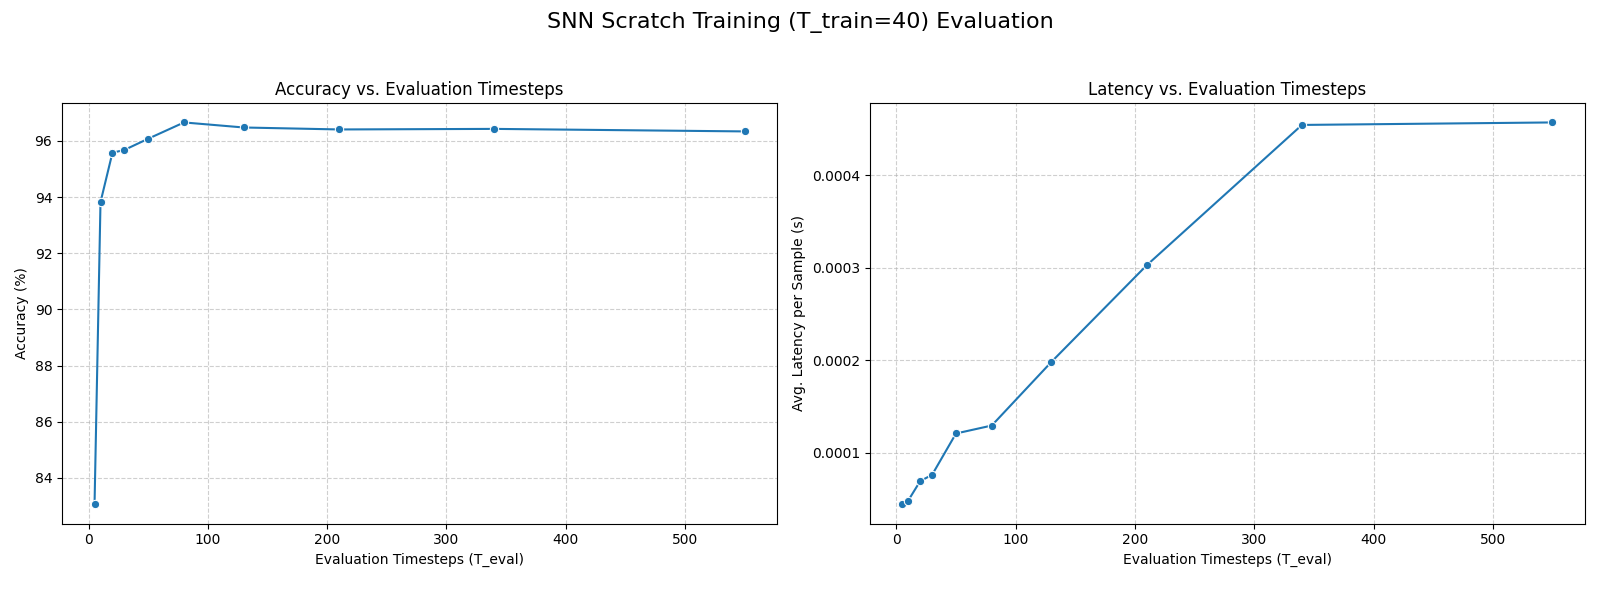 SNN Scratch Training (T_train=40) Evaluation
Accuracy vs. Evaluation Timesteps
Accuracy (%)
96
94
92
90
88
86
84
0 100 200 300 400 500
Evaluation Timesteps (T_eval)
Latency vs. Evaluation Timesteps
Avg. Latency per Sample (s)
0.0004
0.0003
0.0002
0.0001
0 100 200 300 400 500
Evaluation Timesteps (T_eval)